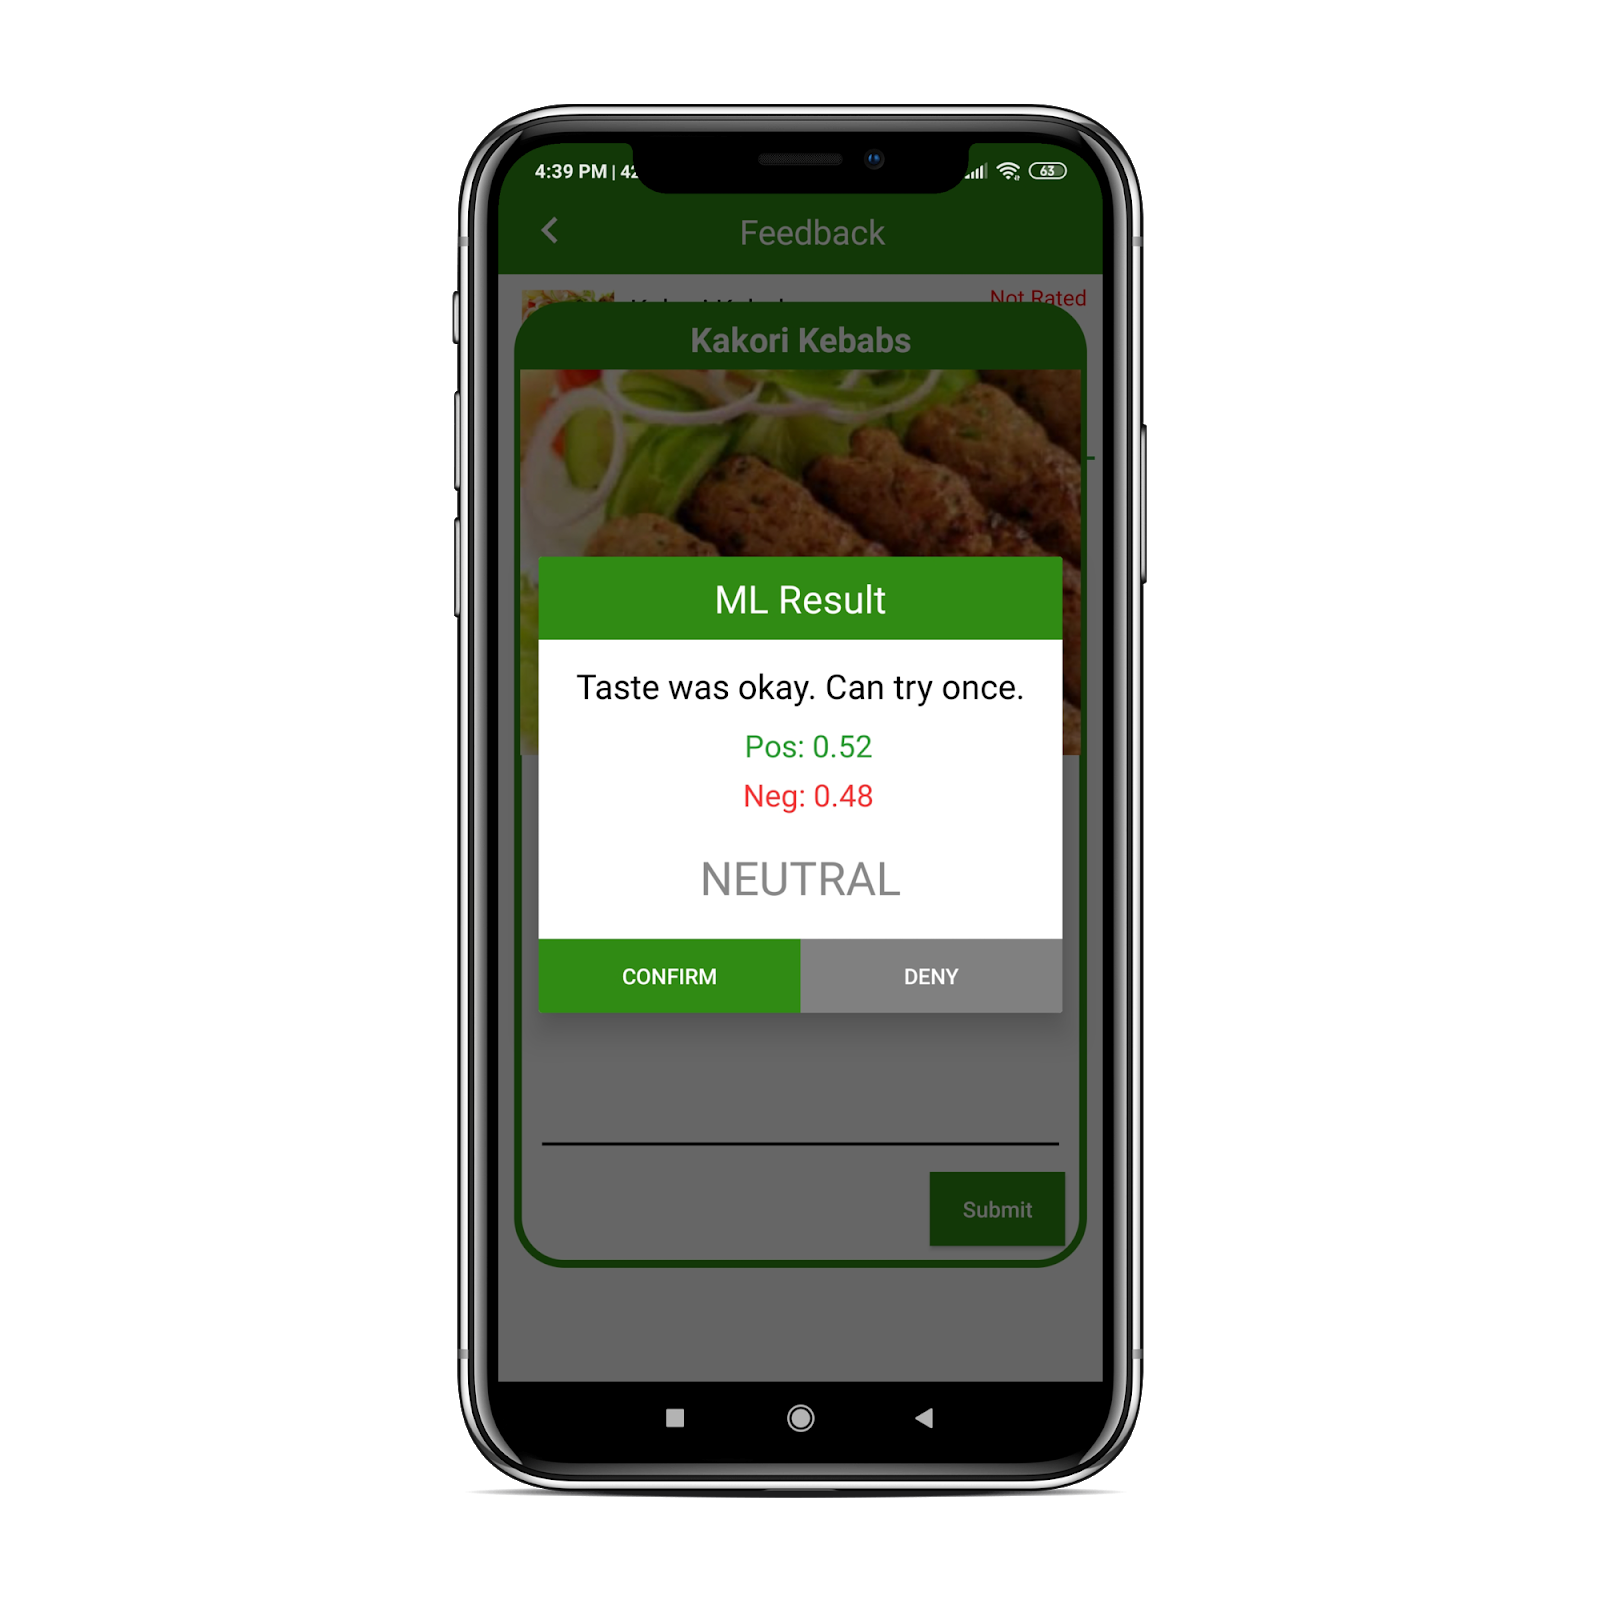 4:39 PM | 42
63
Feedback
Not Rated
Kakori Kebabs
ML Result
Taste was okay. Can try once.
Pos: 0.52
Neg: 0.48
NEUTRAL
CONFIRM DENY
Submit